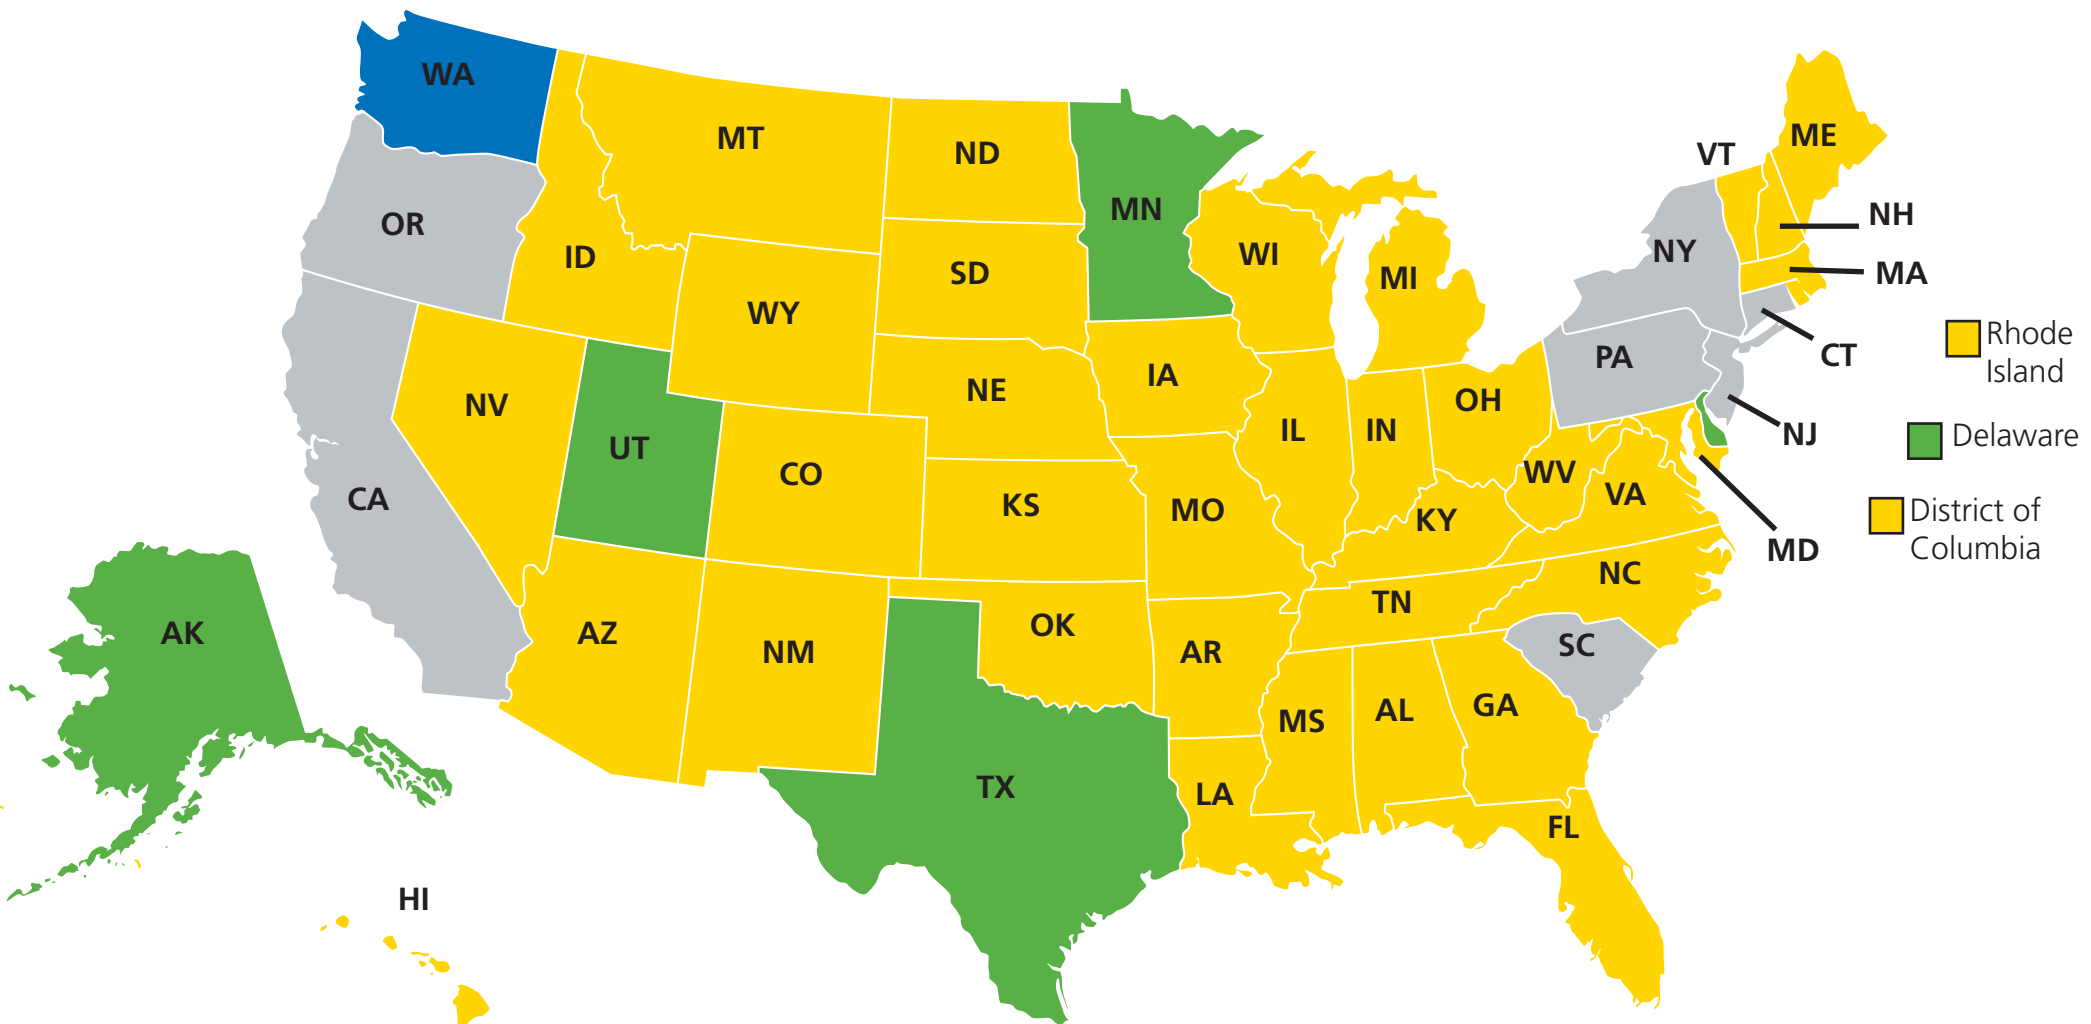 WA
MT
ND
MN
ME
VT
OR
ID
SD
WI
MI
NY
NH
MA
WY
Rhode
Island
PA
CT
NV
NE
IA
OH
UT
CO
IL
IN
NJ
Delaware
CA
KS
MO
WV
VA
KY
District of
Columbia
MD
AK
AZ
NM
OK
AR
TN
NC
SC
MS
AL
GA
TX
LA
FL
HI